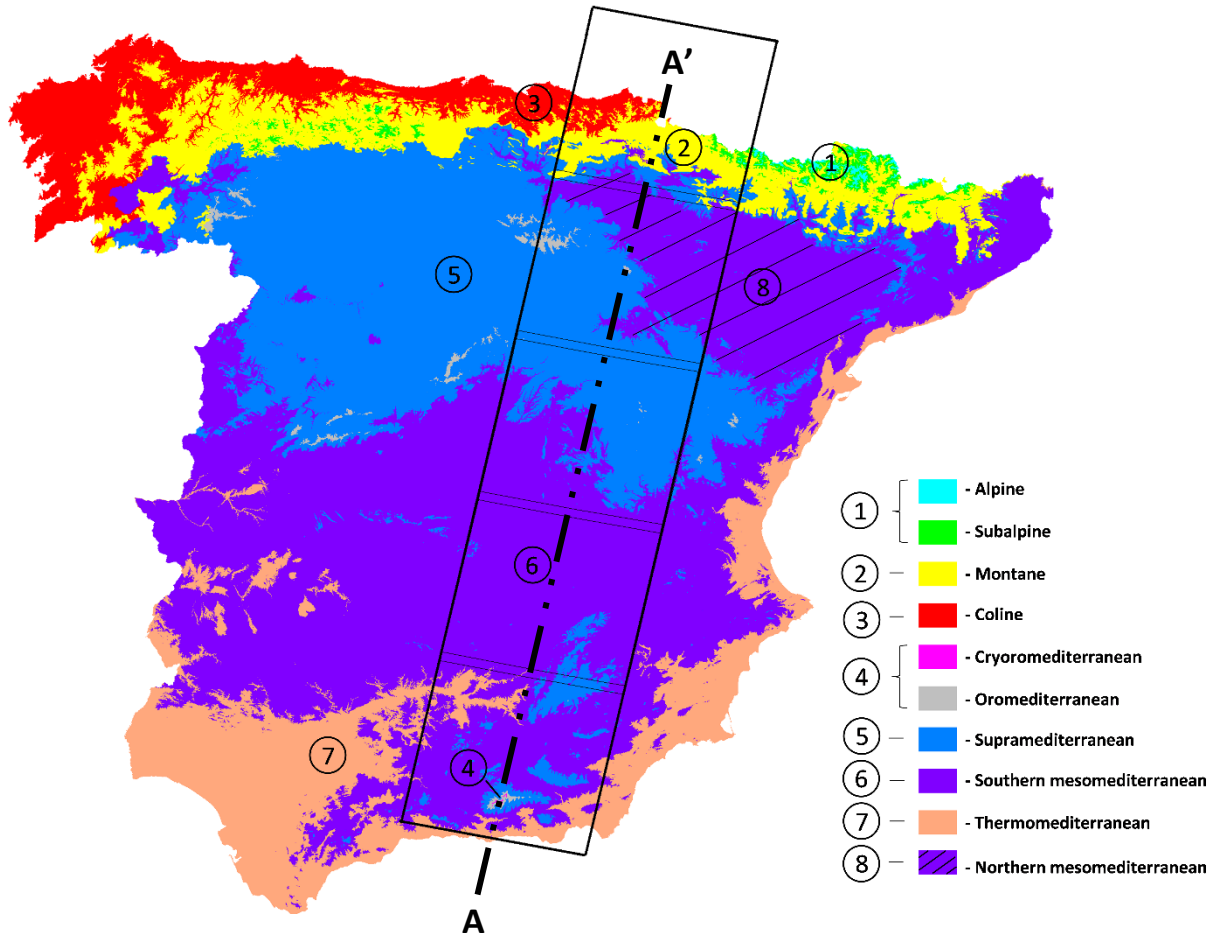 A’
3
2
1
5
8
6
7
4
A
1 - Alpine
- Subalpine
2 - Montane
3 - Coline
4 - Cryoromediterranean
- Oromediterranean
5 - Supramediterranean
6 - Southern mesomediterranean
7 - Thermomediterranean
8 - Northern mesomediterranean